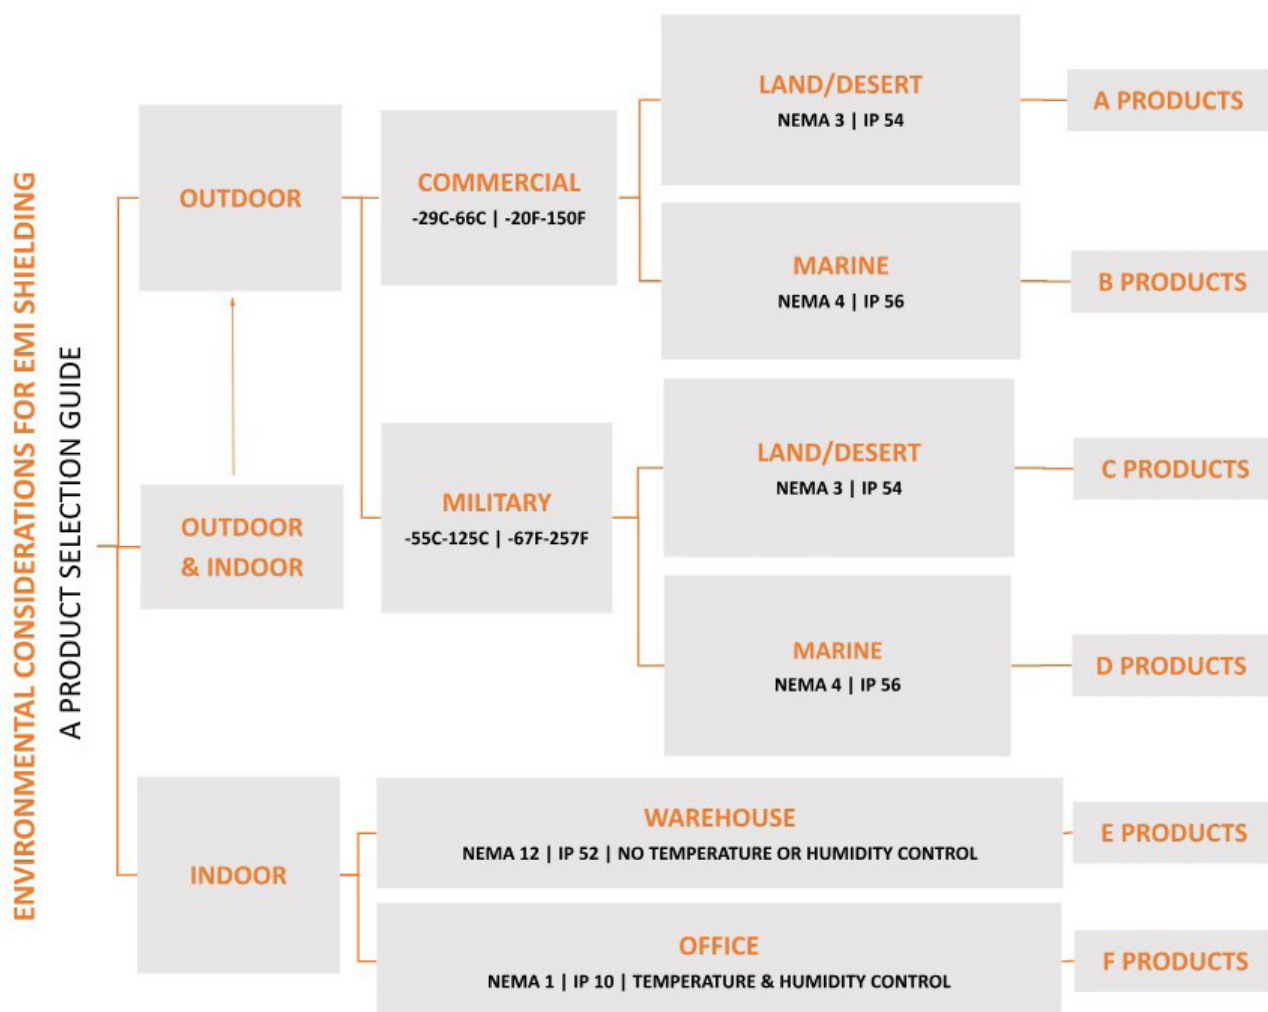 ENVIRONMENTAL CONSIDERATIONS FOR EMI SHIELDING
A PRODUCT SELECTION GUIDE
OUTDOOR
COMMERCIAL
-29C-66C | -20F-150F
LAND/DESERT
NEMA 3 | IP 54
A PRODUCTS
MARINE
NEMA 4 | IP 56
B PRODUCTS
OUTDOOR
& INDOOR
MILITARY
-55C-125C | -67F-257F
LAND/DESERT
NEMA 3 | IP 54
C PRODUCTS
MARINE
NEMA 4 | IP 56
D PRODUCTS
INDOOR
WAREHOUSE
NEMA 12 | IP 52 | NO TEMPERATURE OR HUMIDITY CONTROL
E PRODUCTS
OFFICE
NEMA 1 | IP 10 | TEMPERATURE & HUMIDITY CONTROL
F PRODUCTS